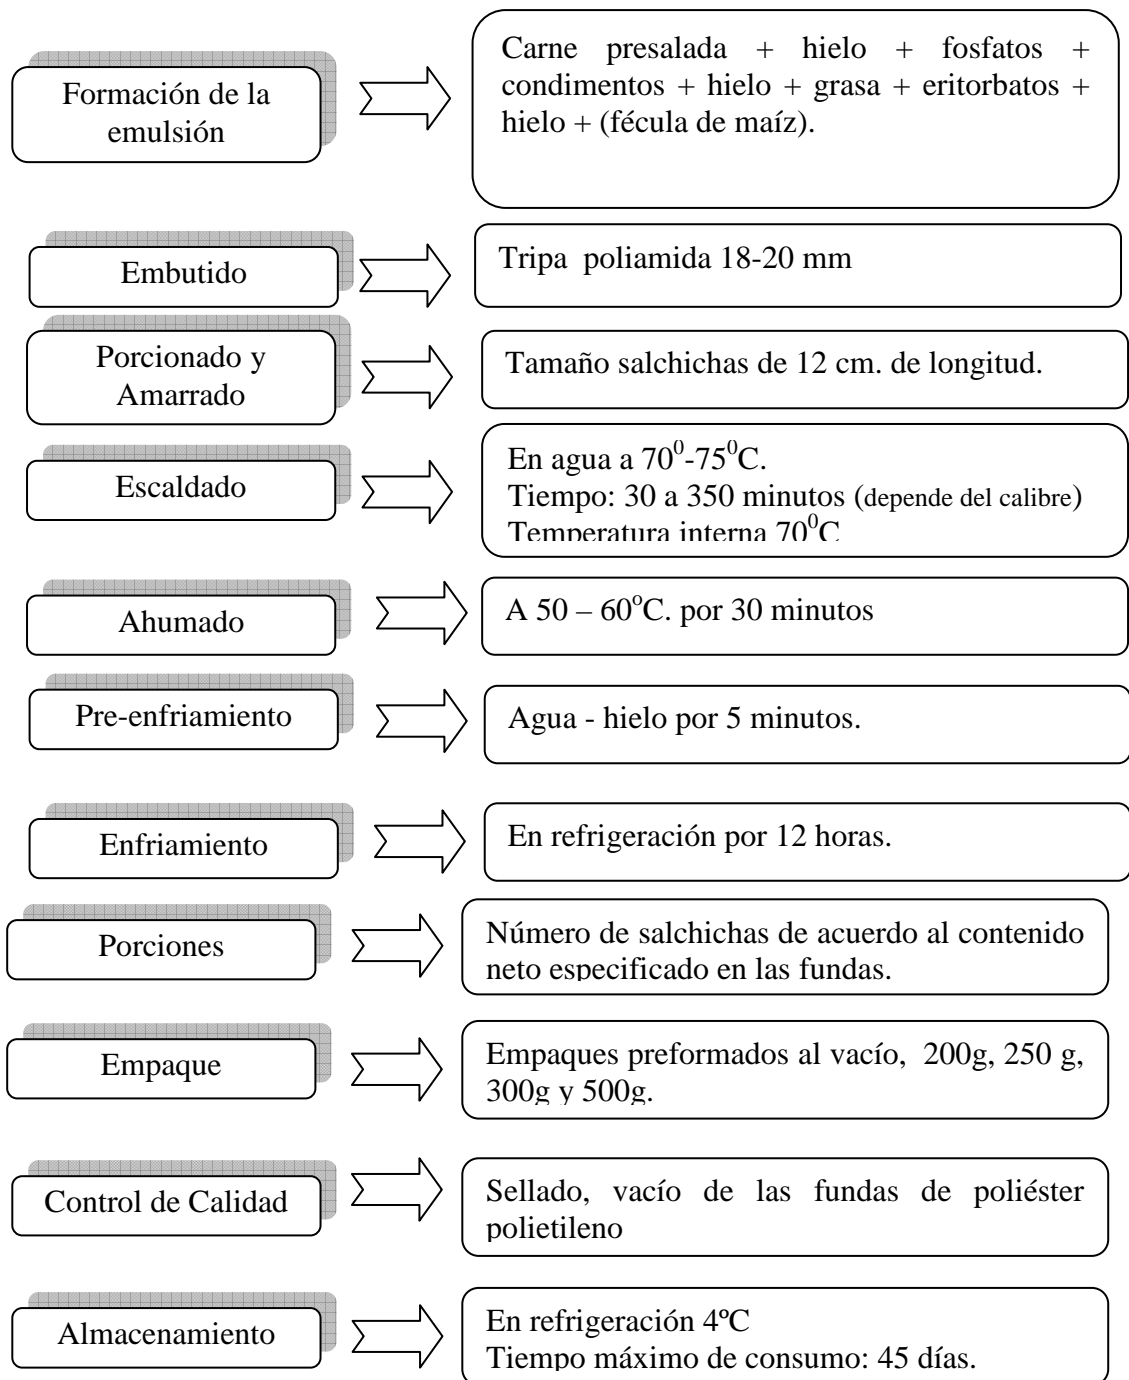 Formación de la
emulsión
Carne presalada + hielo + fosfatos +
condimentos + hielo + grasa + eritorbatos +
hielo + (fécula de maíz).
Embutido
Tripa poliamida 18-20 mm
Porcionado y
Amarrado
Tamaño salchichas de 12 cm. de longitud.
Escaldado
En agua a 70⁰-75⁰C.
Tiempo: 30 a 350 minutos (depende del calibre)
Temperatura interna 70⁰C
Ahumado
A 50 – 60°C. por 30 minutos
Pre-enfriamiento
Agua - hielo por 5 minutos.
Enfriamiento
En refrigeración por 12 horas.
Porciones
Número de salchichas de acuerdo al contenido
neto especificado en las fundas.
Empaque
Empaques preformados al vacío, 200g, 250 g,
300g y 500g.
Control de Calidad
Sellado, vacío de las fundas de poliéster
polietileno
Almacenamiento
En refrigeración 4ºC
Tiempo máximo de consumo: 45 días.